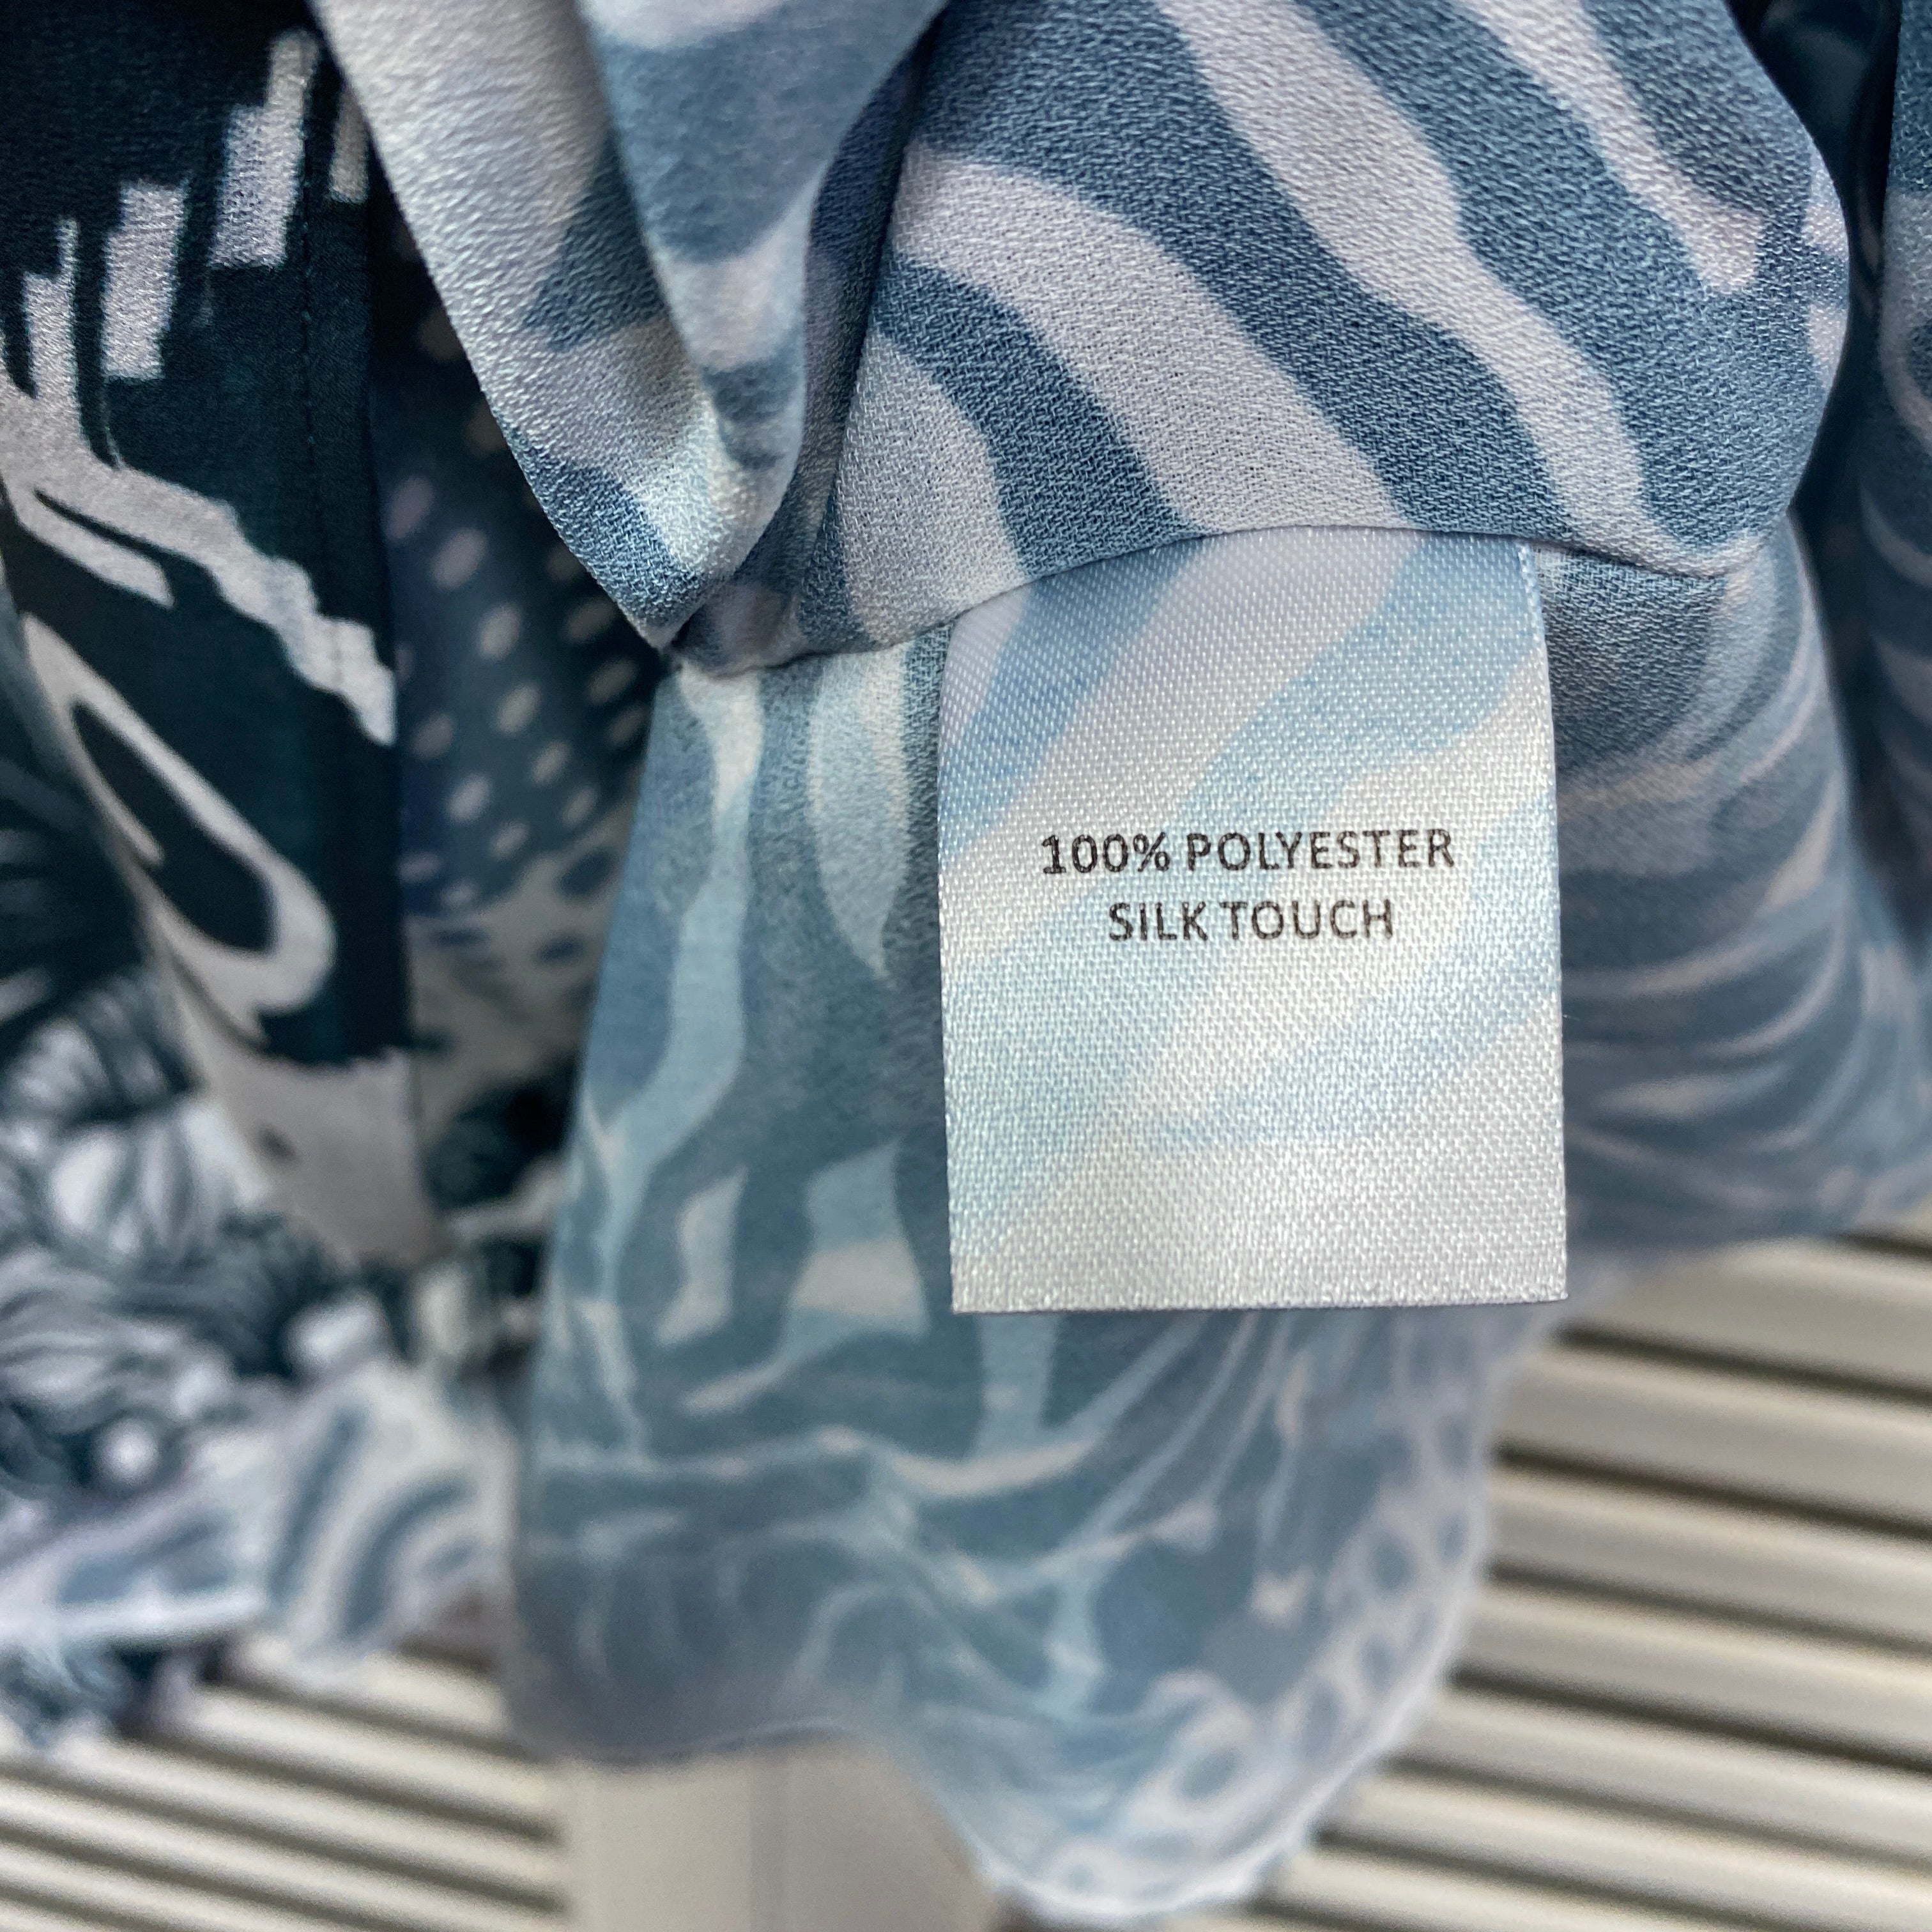 100% POLYESTER
SILK TOUCH